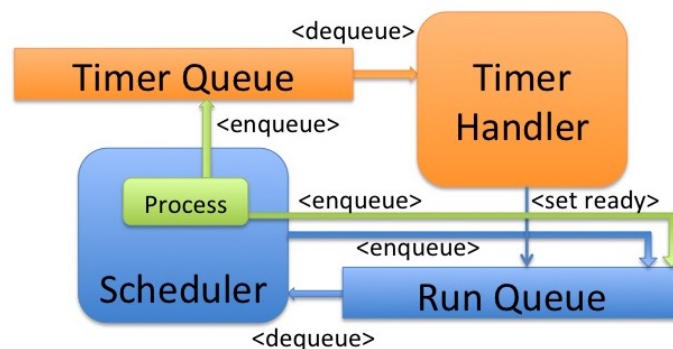 <dequeue>
Timer Queue
Timer
Handler
<enqueue>
Process
<enqueue>
<set ready>
<enqueue>
Scheduler
Run Queue
<dequeue>